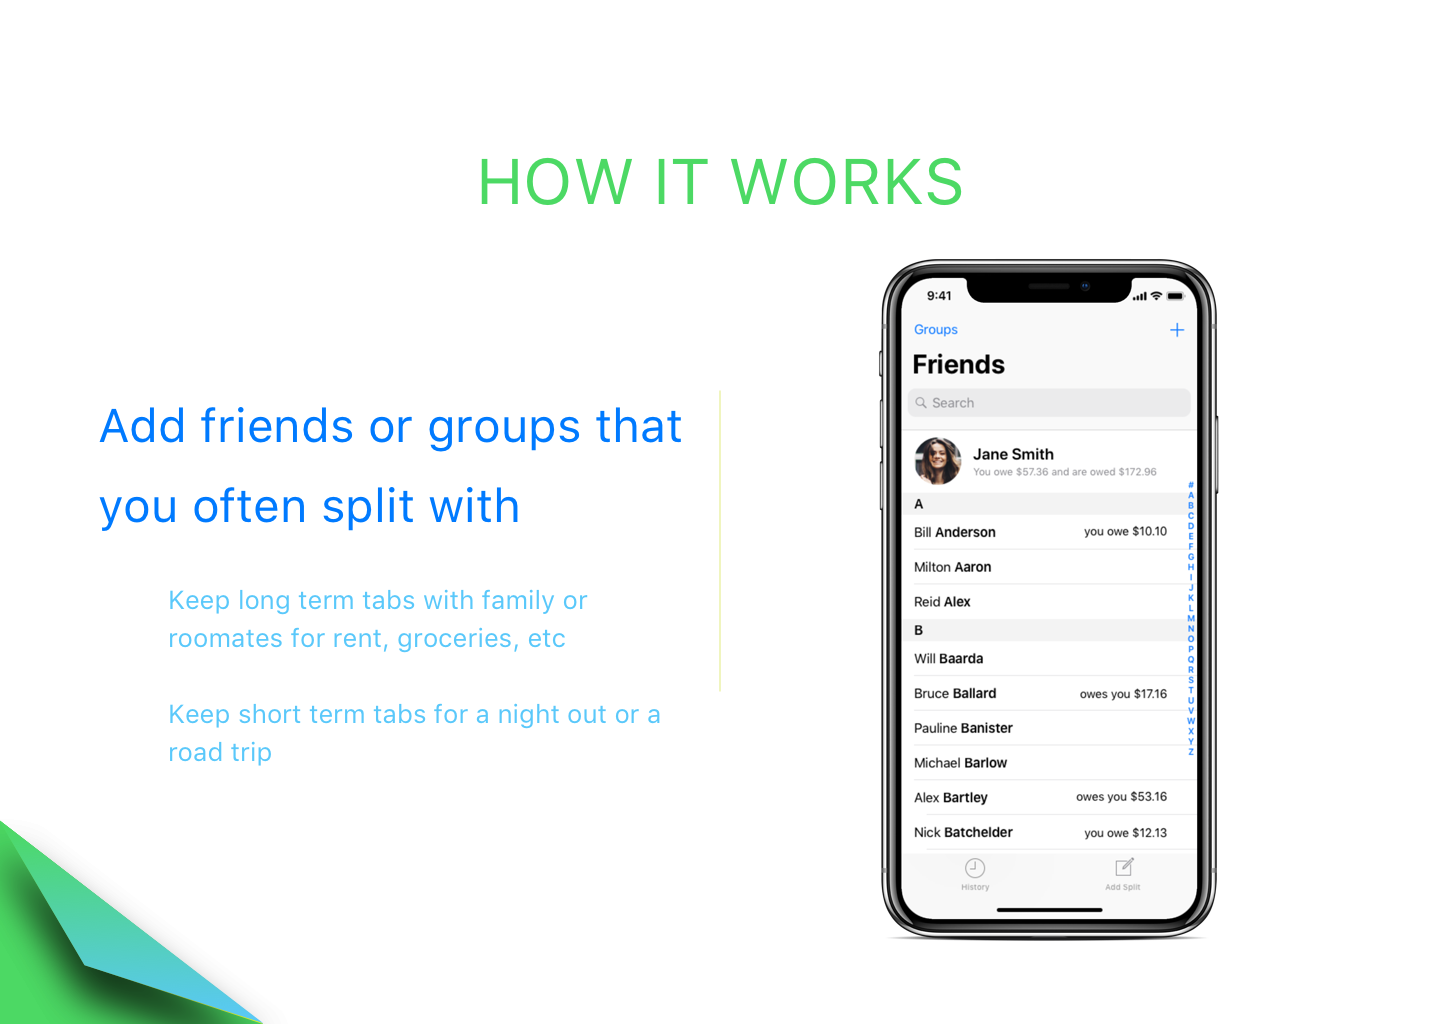 HOW IT WORKS
Add friends or groups that
you often split with
Keep long term tabs with family or
roomates for rent, groceries, etc
Keep short term tabs for a night out or a
road trip
9:41
Groups
Friends
Search
Jane Smith
You owe $57.36 and are owed $172.96
A
Bill Anderson you owe $10.10
Milton Aaron
Reid Alex
B
Will Baarda
Bruce Ballard owes you $17.16
Pauline Banister
Michael Barlow
Alex Bartley owes you $53.16
Nick Batchelder you owe $12.13
#
A
B
C
D
E
F
G
H
I
J
K
L
M
N
O
P
Q
R
S
T
U
V
W
X
Y
Z
History Add Split